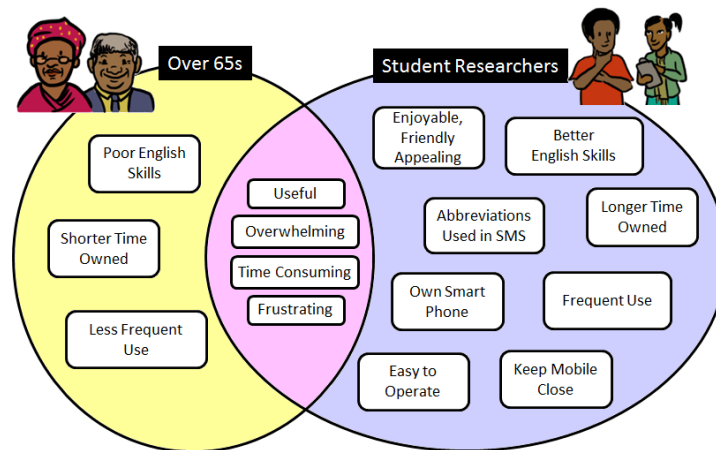 Over 65s
Student Researchers
Poor English
Skills
Shorter Time
Owned
Less Frequent
Use
Useful
Overwhelming
Time Consuming
Frustrating
Enjoyable,
Friendly
Appealing
Better
English Skills
Abbreviations
Used in SMS
Longer Time
Owned
Own Smart
Phone
Frequent Use
Easy to
Operate
Keep Mobile
Close